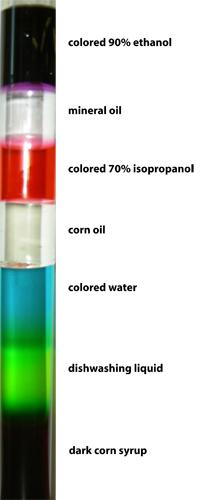 colored 90% ethanol
mineral oil
colored 70% isopropanol
corn oil
colored water
dishwashing liquid
dark corn syrup